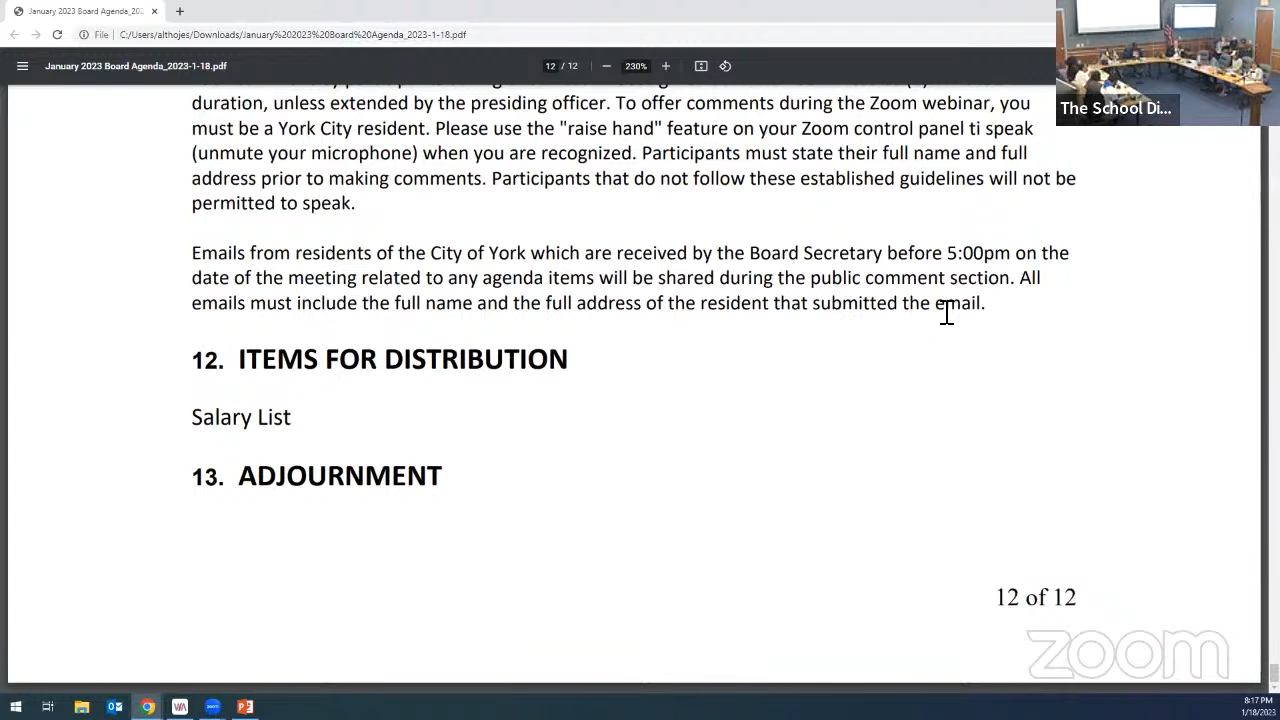 January 2023 Board Agenda_202
File | C:/Users/althojes/Downloads/January%202023%20Board%20Agenda_2023-1-18.pdf
January 2023 Board Agenda_2023-1-18.pdf
12 / 12
230%
The School Di...
duration, unless extended by the presiding officer. To offer comments during the Zoom webinar, you
must be a York City resident. Please use the "raise hand" feature on your Zoom control panel ti speak
(unmute your microphone) when you are recognized. Participants must state their full name and full
address prior to making comments. Participants that do not follow these established guidelines will not be
permitted to speak.
Emails from residents of the City of York which are received by the Board Secretary before 5:00pm on the
date of the meeting related to any agenda items will be shared during the public comment section. All
emails must include the full name and the full address of the resident that submitted the email.
12. ITEMS FOR DISTRIBUTION
Salary List
13. ADJOURNMENT
12 of 12
zoom
8:17 PM
1/18/2023